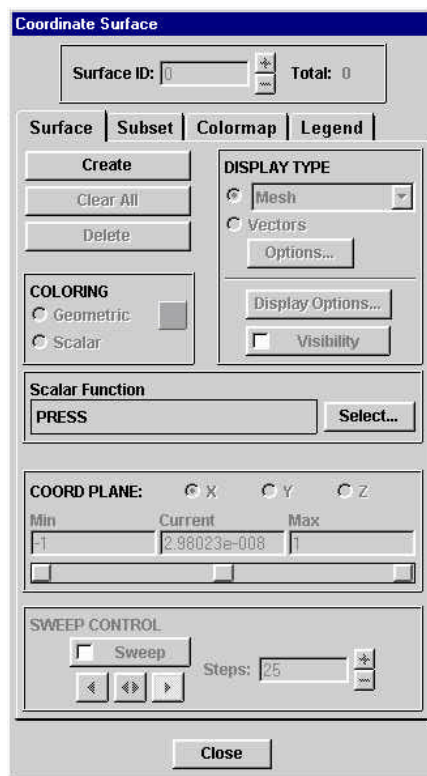 Coordinate Surface
Surface ID: 0 Total: 0
Surface Subset Colormap Legend
Create
Clear All
Delete
DISPLAY TYPE
Mesh
Vectors
Options...
Display Options...
Visibility
COLORING
Geometric
Scalar
Scalar Function
PRESS Select...
COORD PLANE: X Y Z
Min Current Max
-1 2.98023e-008 1
SWEEP CONTROL
Sweep
Steps: 25
Close